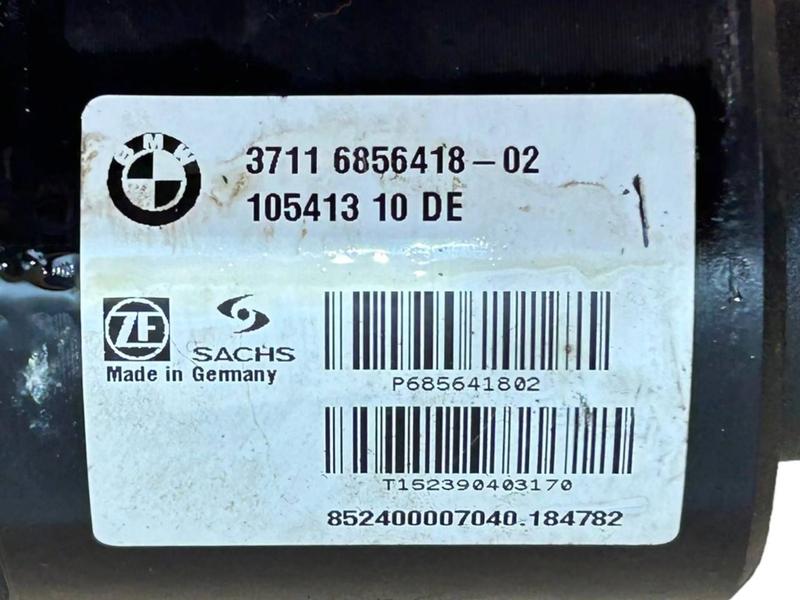 BMW
3711 6856418-02
105413 10 DE
ZF
SACHS
Made in Germany
P685641802
T152390403170
852400007040.184782